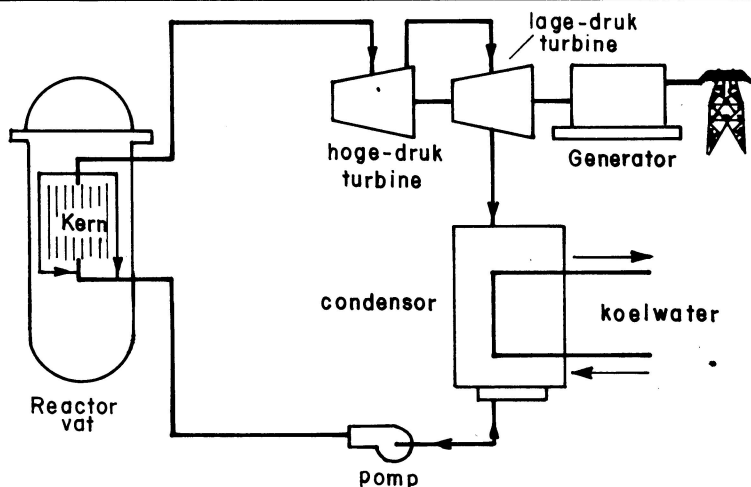 lage-druk
turbine
hoge-druk
turbine
Generator
Kern
condensor
koelwater
Reactor
vat
pomp